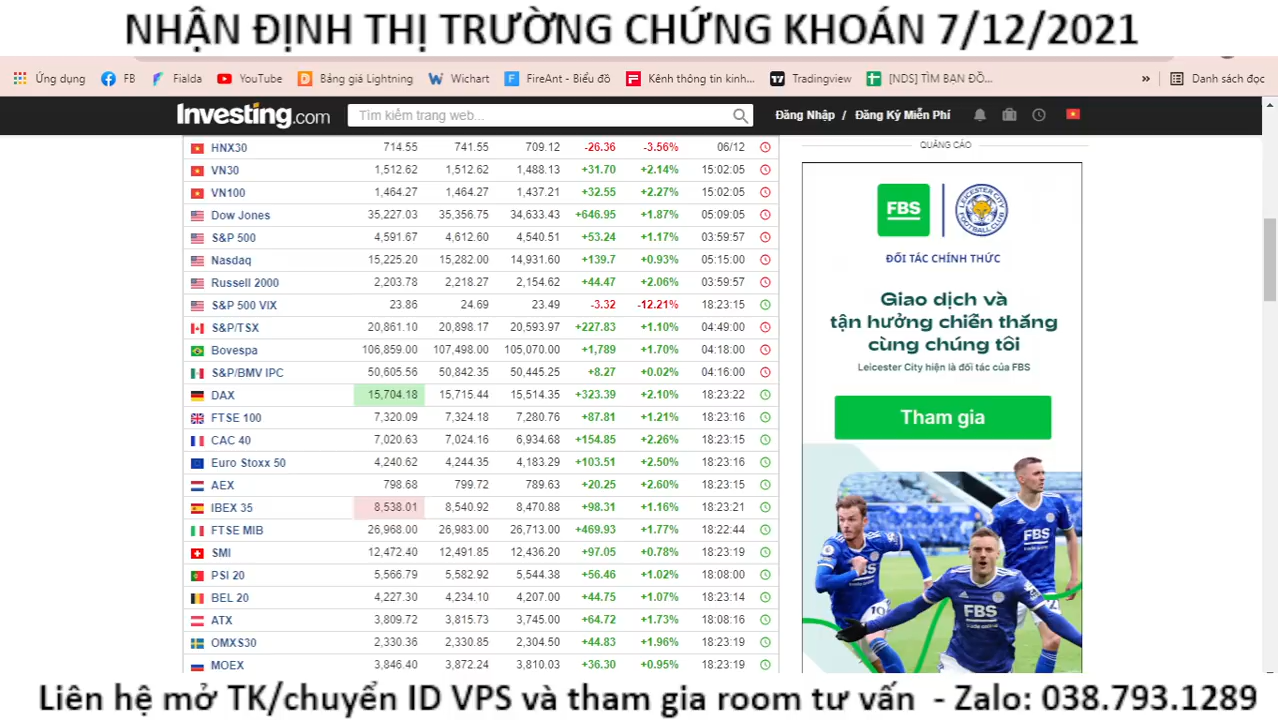 NHẬN ĐỊNH THỊ TRƯỜNG CHỨNG KHOÁN 7/12/2021
Ứng dụng FB Fialda YouTube Bảng giá Lightning Wichart FireAnt - Biểu đồ Kênh thông tin kinh... Tradingview [NDS] TÌM BẠN ĐỒ... » Danh sách đọc
Investing.com Tìm kiếm trang web... Đăng Nhập / Đăng Ký Miễn Phí
HNX30 714.55 741.55 709.12 -26.36 -3.56% 06/12
VN30 1,512.62 1,512.62 1,488.13 +31.70 +2.14% 15:02:05
VN100 1,464.27 1,464.27 1,437.21 +32.55 +2.27% 15:02:05
Dow Jones 35,227.03 35,356.75 34,633.43 +646.95 +1.87% 05:09:05
S&P 500 4,591.67 4,612.60 4,540.51 +53.24 +1.17% 03:59:57
Nasdaq 15,225.20 15,282.00 14,931.60 +139.7 +0.93% 05:15:00
Russell 2000 2,203.78 2,218.27 2,154.62 +44.47 +2.06% 03:59:57
S&P 500 VIX 23.86 24.69 23.49 -3.32 -12.21% 18:23:15
S&P/TSX 20,861.10 20,898.17 20,593.97 +227.83 +1.10% 04:49:00
Bovespa 106,859.00 107,498.00 105,070.00 +1,789 +1.70% 04:18:00
S&P/BMV IPC 50,605.56 50,842.35 50,445.25 +8.27 +0.02% 04:16:00
DAX 15,704.18 15,715.44 15,514.35 +323.39 +2.10% 18:23:22
FTSE 100 7,320.09 7,324.18 7,280.76 +87.81 +1.21% 18:23:16
CAC 40 7,020.63 7,024.16 6,934.68 +154.85 +2.26% 18:23:15
Euro Stoxx 50 4,240.62 4,244.35 4,183.29 +103.51 +2.50% 18:23:16
AEX 798.68 799.72 789.63 +20.25 +2.60% 18:23:15
IBEX 35 8,538.01 8,540.92 8,470.88 +98.31 +1.16% 18:23:21
FTSE MIB 26,968.00 26,983.00 26,713.00 +469.93 +1.77% 18:22:44
SMI 12,472.40 12,491.85 12,436.20 +97.05 +0.78% 18:23:19
PSI 20 5,566.79 5,582.92 5,544.38 +56.46 +1.02% 18:08:00
BEL 20 4,227.30 4,234.10 4,207.00 +44.75 +1.07% 18:23:14
ATX 3,809.72 3,815.73 3,745.00 +64.72 +1.73% 18:08:16
OMXS30 2,330.36 2,330.85 2,304.50 +44.83 +1.96% 18:23:19
MOEX 3,846.40 3,872.24 3,810.03 +36.30 +0.95% 18:23:19
QUẢNG CÁO
FBS LEICESTER CITY FOOTBALL CLUB
ĐỐI TÁC CHÍNH THỨC
Giao dịch và
tận hưởng chiến thắng
cùng chúng tôi
Leicester City hiện là đối tác của FBS
Tham gia
FBS
FBS
Liên hệ mở TK/chuyển ID VPS và tham gia room tư vấn - Zalo: 038.793.1289